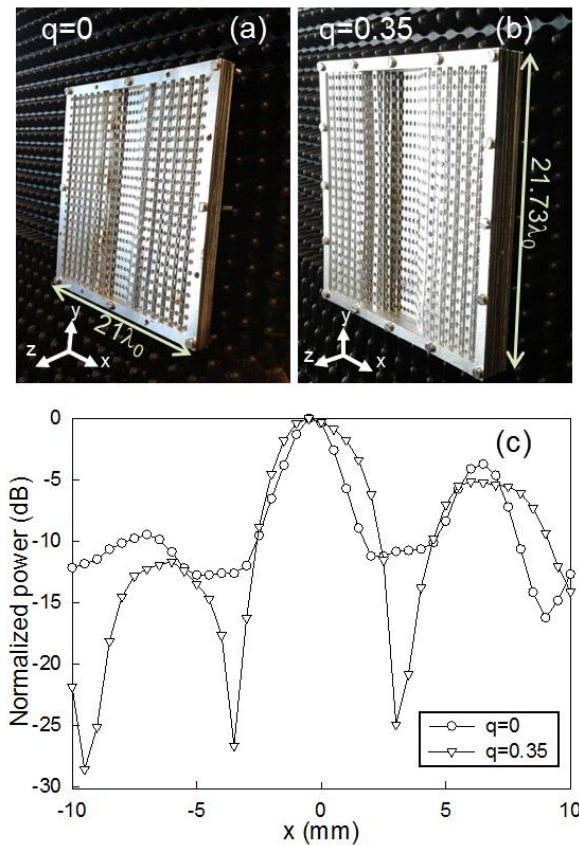 q=0 (a)
21λ₀
y
z x
q=0.35 (b)
21.73λ₀
y
z x
(c)
Normalized power (dB)
0
-5
-10
-15
-20
-25
-30
q=0
q=0.35
-10 -5 0 5 10
x (mm)